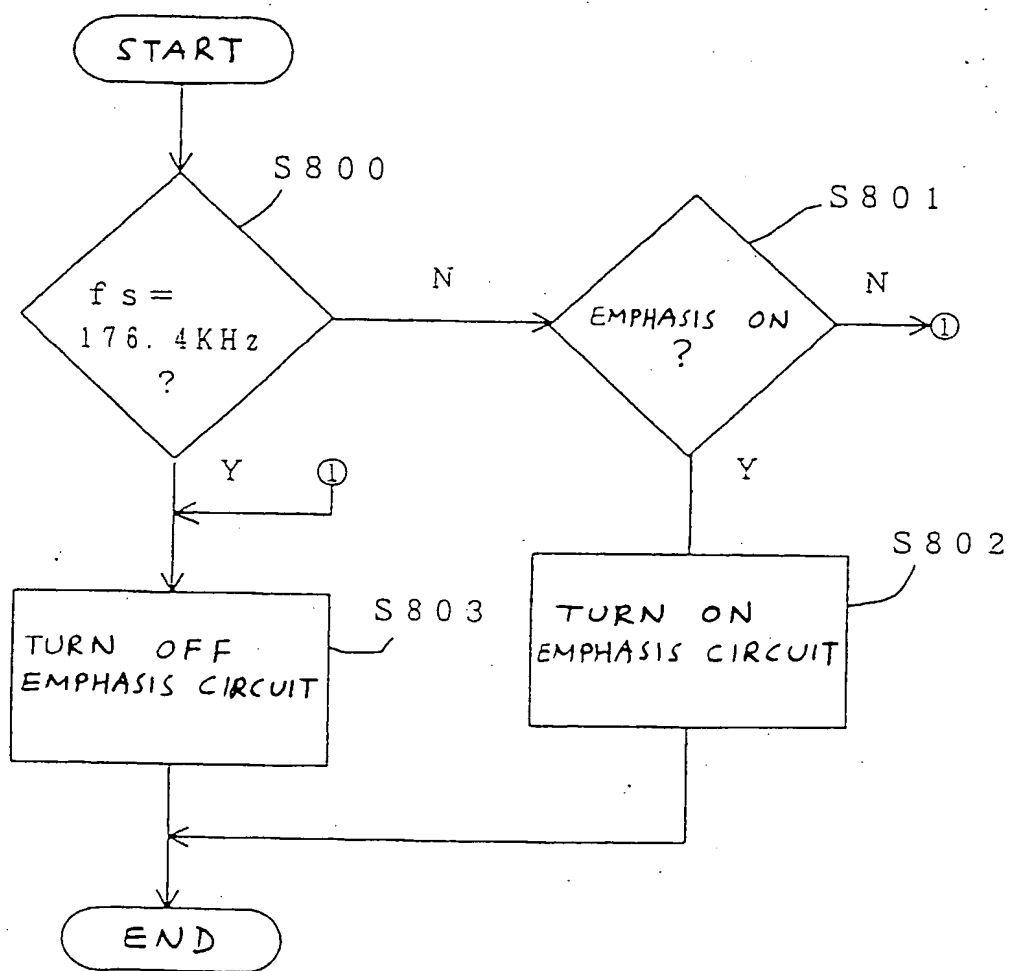 START
S800
fs=
176.4KHz
?
N
S801
EMPHASIS ON
?
N
①
Y
①
Y
S802
TURN ON
EMPHASIS CIRCUIT
S803
TURN OFF
EMPHASIS CIRCUIT
END